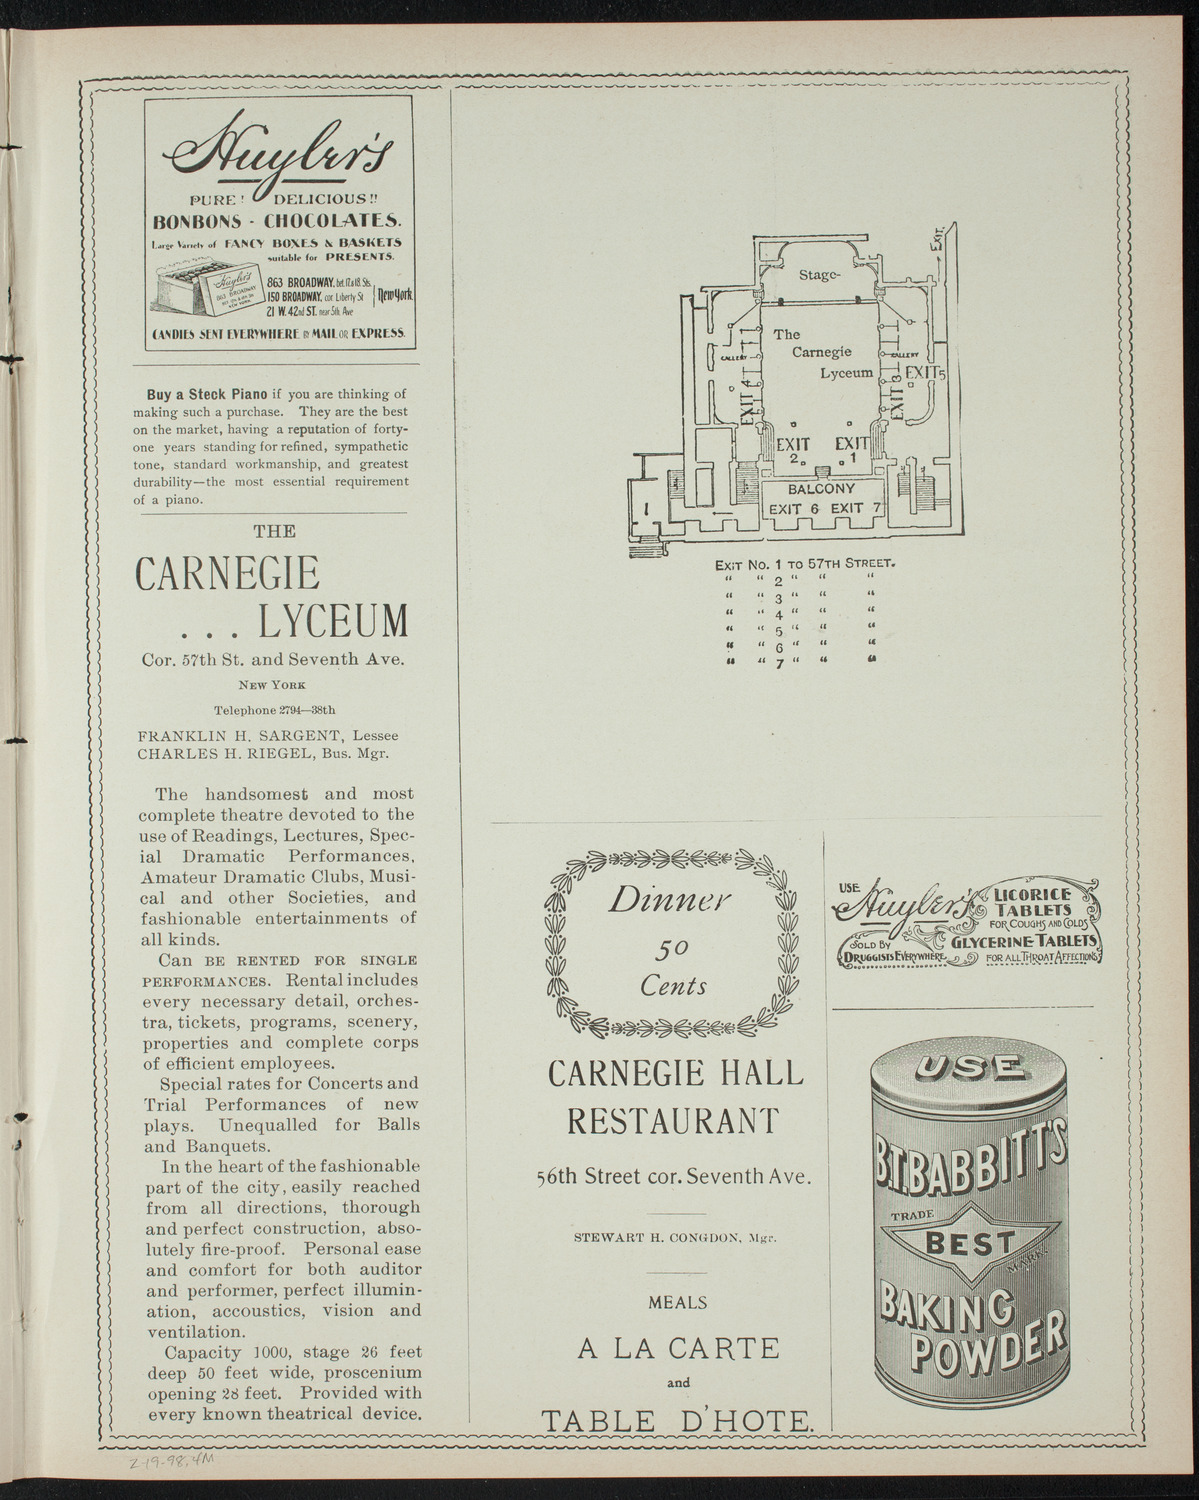 Huyler's
PURE! DELICIOUS!!
BONBONS - CHOCOLATES.
Large Variety of FANCY BOXES & BASKETS
suitable for PRESENTS.
Huyler's
863 BROADWAY
NEW YORK
863 BROADWAY, bet. 17.& 18. Sts.
150 BROADWAY, cor Liberty St
21 W. 42nd ST. near 5th Ave
New York.
CANDIES SENT EVERYWHERE BY MAIL OR EXPRESS.
Buy a Steck Piano if you are thinking of
making such a purchase. They are the best
on the market, having a reputation of forty-
one years standing for refined, sympathetic
tone, standard workmanship, and greatest
durability—the most essential requirement
of a piano.
THE
CARNEGIE
... LYCEUM
Cor. 57th St. and Seventh Ave.
NEW YORK
Telephone 2794—38th
FRANKLIN H. SARGENT, Lessee
CHARLES H. RIEGEL, Bus. Mgr.
The handsomest and most
complete theatre devoted to the
use of Readings, Lectures, Spec-
ial Dramatic Performances,
Amateur Dramatic Clubs, Musi-
cal and other Societies, and
fashionable entertainments of
all kinds.
Can BE RENTED FOR SINGLE
PERFORMANCES. Rental includes
every necessary detail, orches-
tra, tickets, programs, scenery,
properties and complete corps
of efficient employees.
Special rates for Concerts and
Trial Performances of new
plays. Unequalled for Balls
and Banquets.
In the heart of the fashionable
part of the city, easily reached
from all directions, thorough
and perfect construction, abso-
lutely fire-proof. Personal ease
and comfort for both auditor
and performer, perfect illumin-
ation, accoustics, vision and
ventilation.
Capacity 1000, stage 26 feet
deep 50 feet wide, proscenium
opening 28 feet. Provided with
every known theatrical device.
EXIT.
Stage-
The
Carnegie
Lyceum
GALLERY
GALLERY
EXIT 4
EXIT 3
EXIT 5
EXIT 2
EXIT 1
BALCONY
EXIT 6 EXIT 7
EXIT NO. 1 TO 57TH STREET.
" " 2 " " "
" " 3 " " "
" " 4 " " "
" " 5 " " "
" " 6 " " "
" " 7 " " "
Dinner
50
Cents
CARNEGIE HALL
RESTAURANT
56th Street cor. Seventh Ave.
STEWART H. CONGDON, Mgr.
MEALS
A LA CARTE
and
TABLE D'HOTE.
USE
Huyler's
LICORICE
TABLETS
FOR COUGHS AND COLDS
SOLD BY
DRUGGISTS EVERYWHERE
GLYCERINE TABLETS
FOR ALL THROAT AFFECTIONS
USE
B.T. BABBITT'S
TRADE
BEST
MARK
BAKING
POWDER
2-19-98, 4M